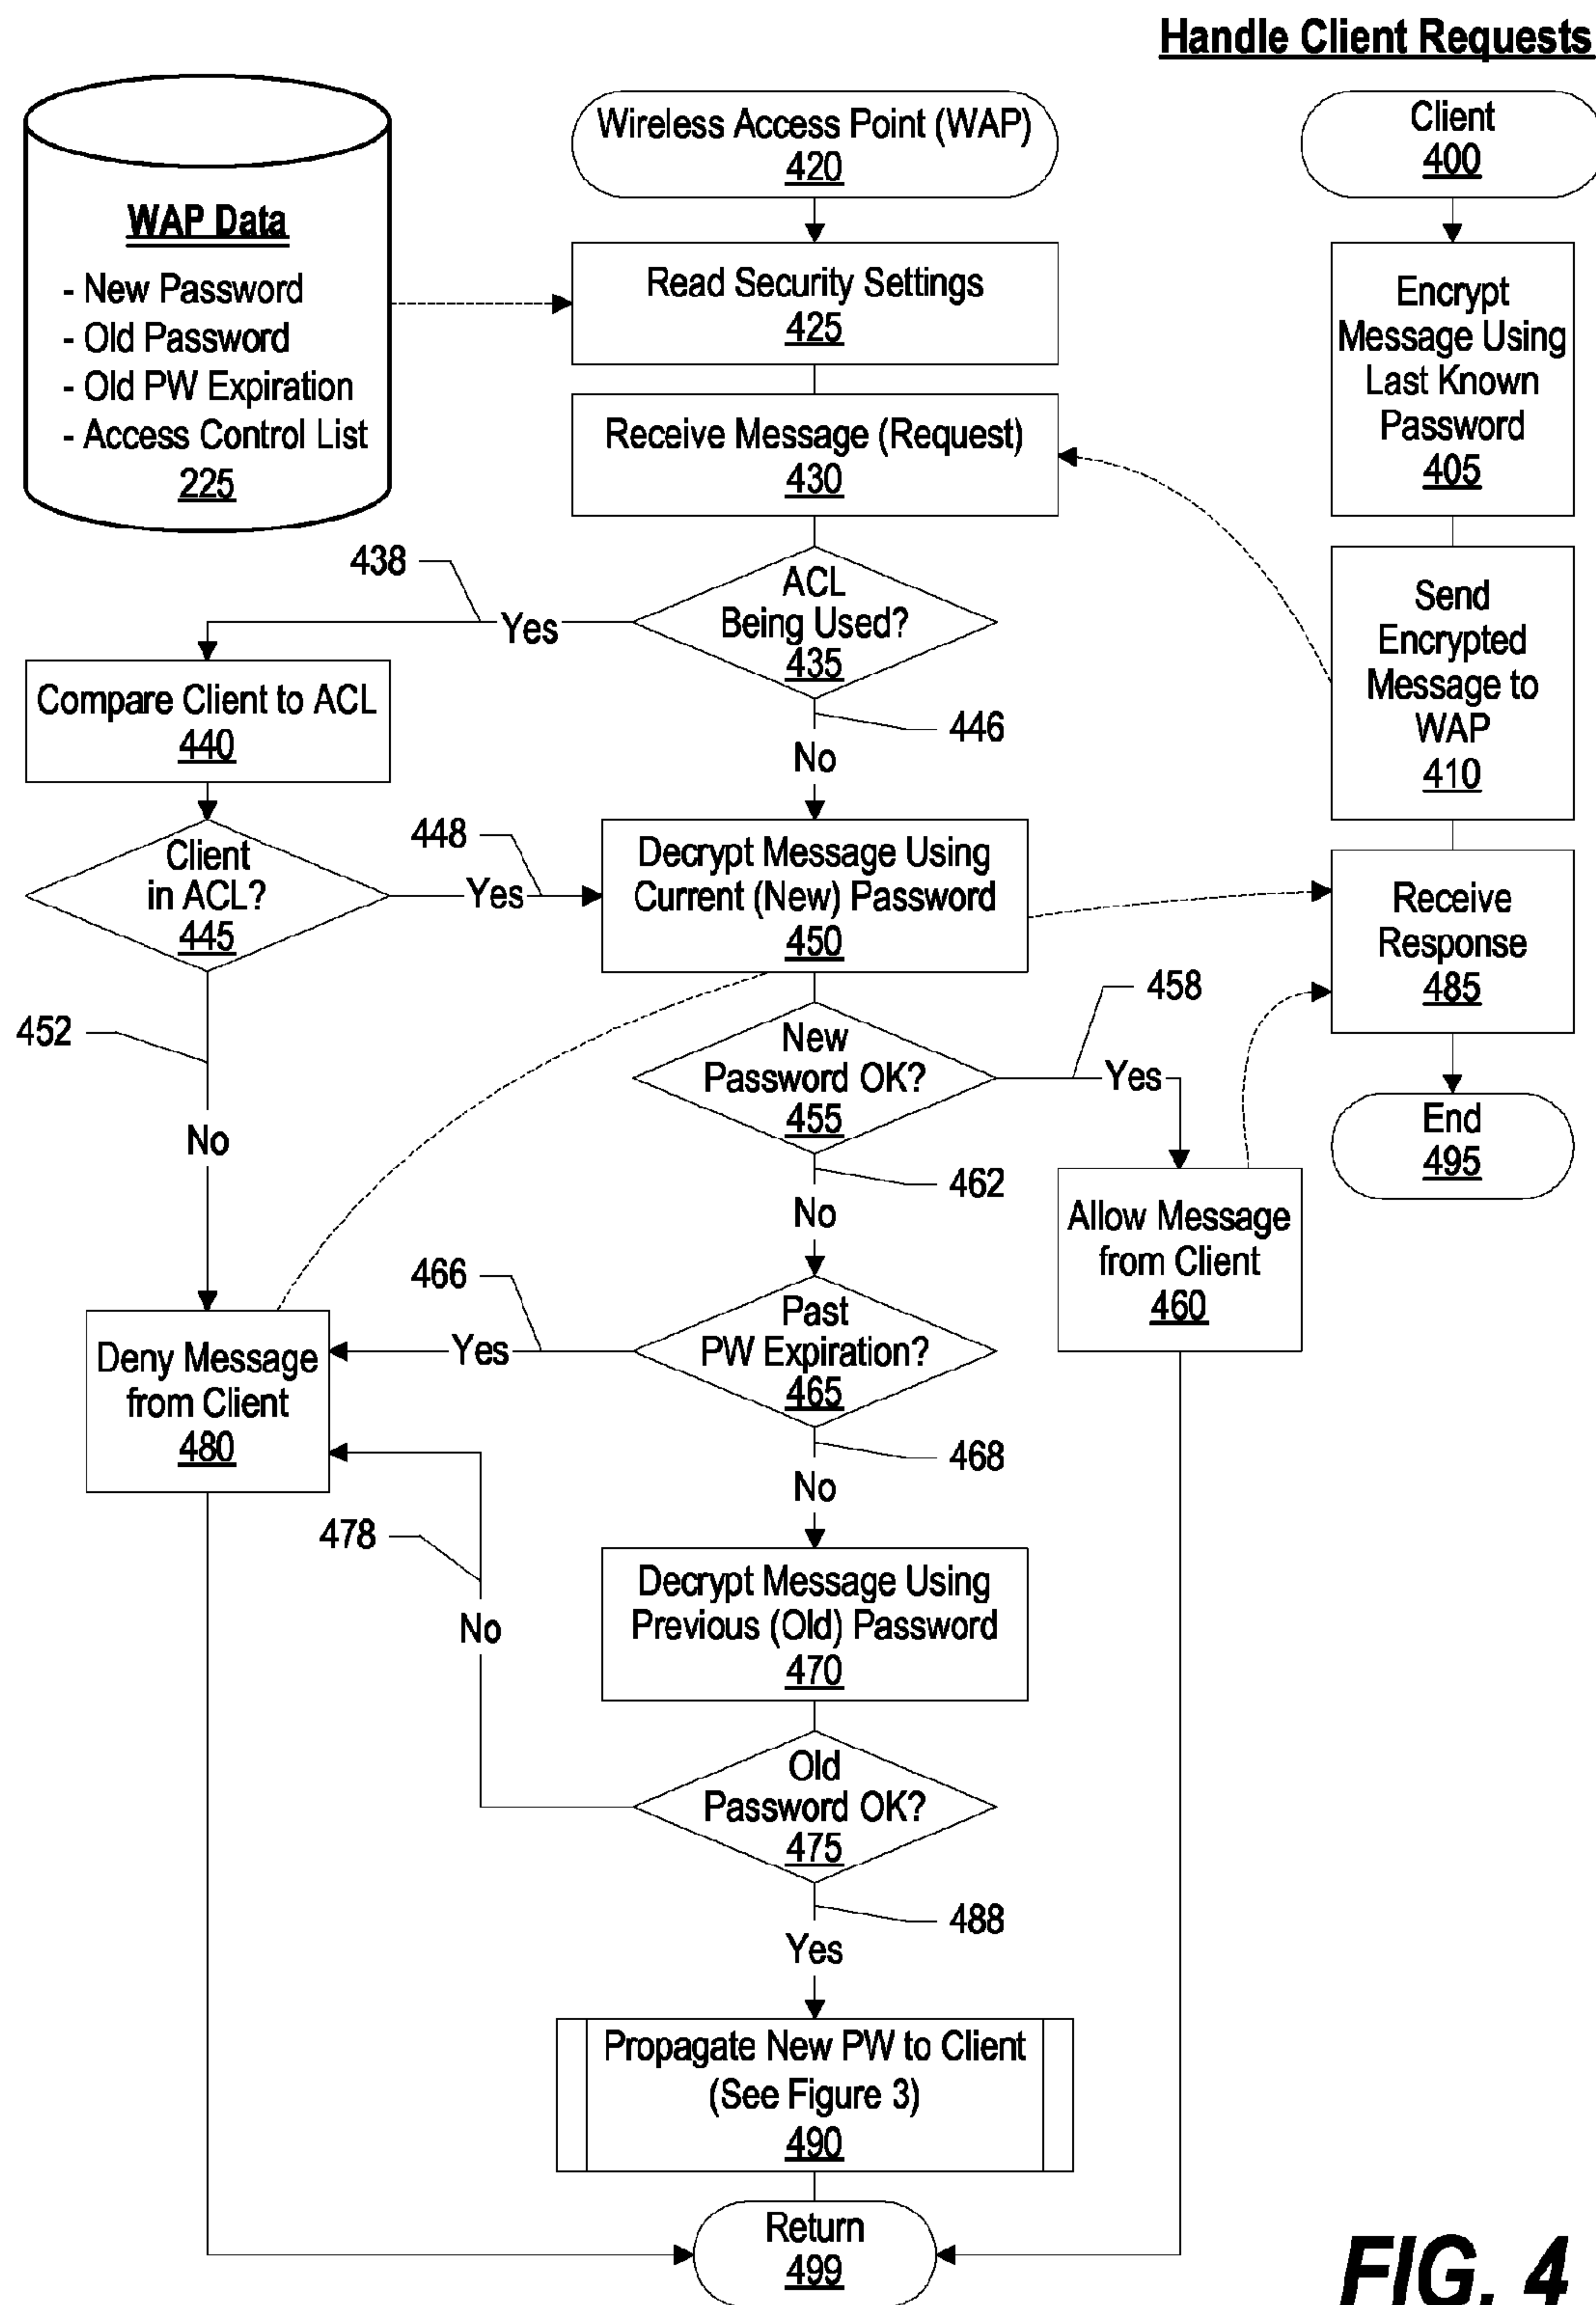 Handle Client Requests
WAP Data
- New Password
- Old Password
- Old PW Expiration
- Access Control List
225
Wireless Access Point (WAP)
420
Client
400
Read Security Settings
425
Encrypt
Message Using
Last Known
Password
405
Receive Message (Request)
430
438
Yes
ACL
Being Used?
435
Send
Encrypted
Message to
WAP
410
Compare Client to ACL
440
446
No
Client
in ACL?
445
448
Yes
Decrypt Message Using
Current (New) Password
450
Receive
Response
485
452
No
New
Password OK?
455
458
Yes
End
495
462
No
Allow Message
from Client
460
466
Yes
Past
PW Expiration?
465
Deny Message
from Client
480
468
No
478
No
Decrypt Message Using
Previous (Old) Password
470
Old
Password OK?
475
488
Yes
Propagate New PW to Client
(See Figure 3)
490
Return
499
FIG. 4